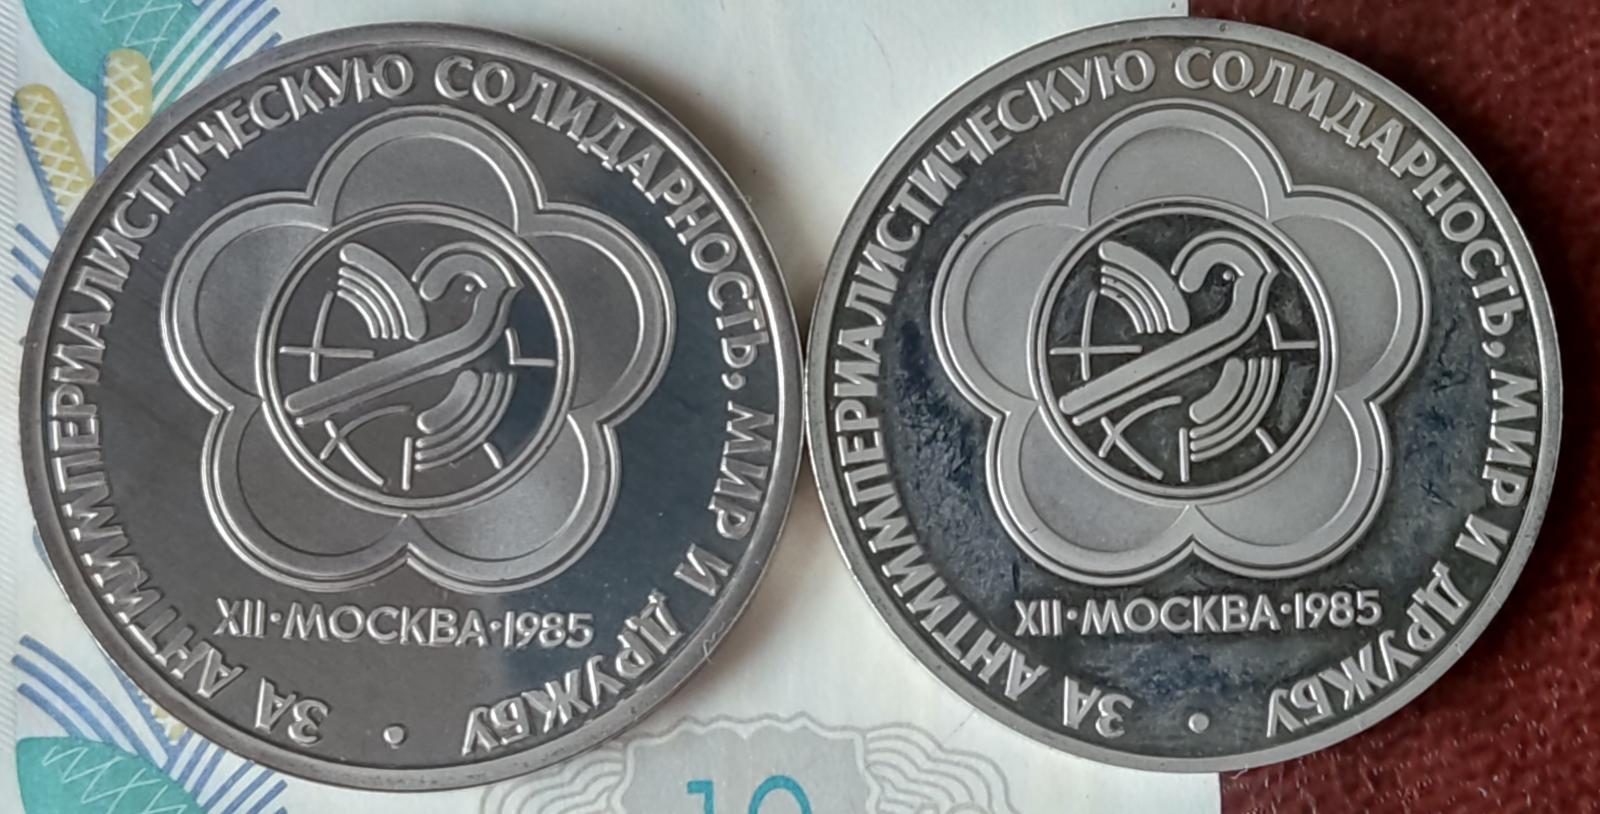 ЗА АНТИИМПЕРИАЛИСТИЧЕСКУЮ СОЛИДАРНОСТЬ, МИР И ДРУЖБУ •
XII•МОСКВА•1985
ЗА АНТИИМПЕРИАЛИСТИЧЕСКУЮ СОЛИДАРНОСТЬ, МИР И ДРУЖБУ •
XII•МОСКВА•1985
10